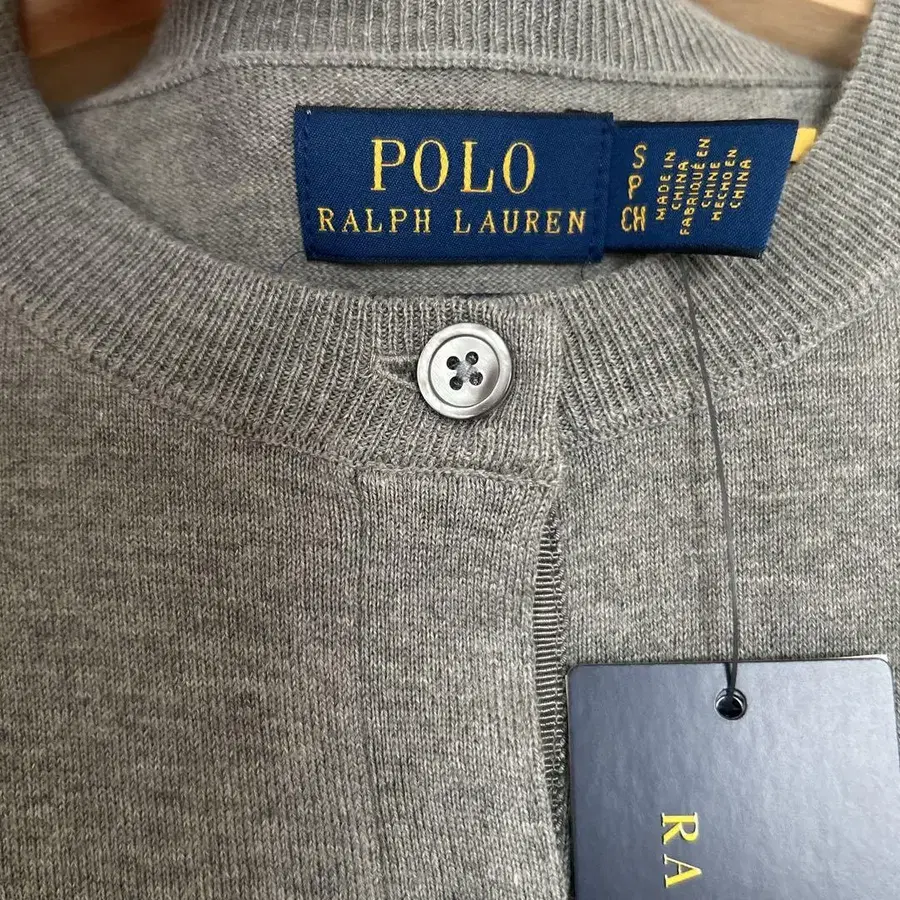 POLO
RALPH LAUREN
S
P
CH
MADE IN
CHINA
FABRIQUÉ EN
CHINE
HECHO EN
CHINA
RA